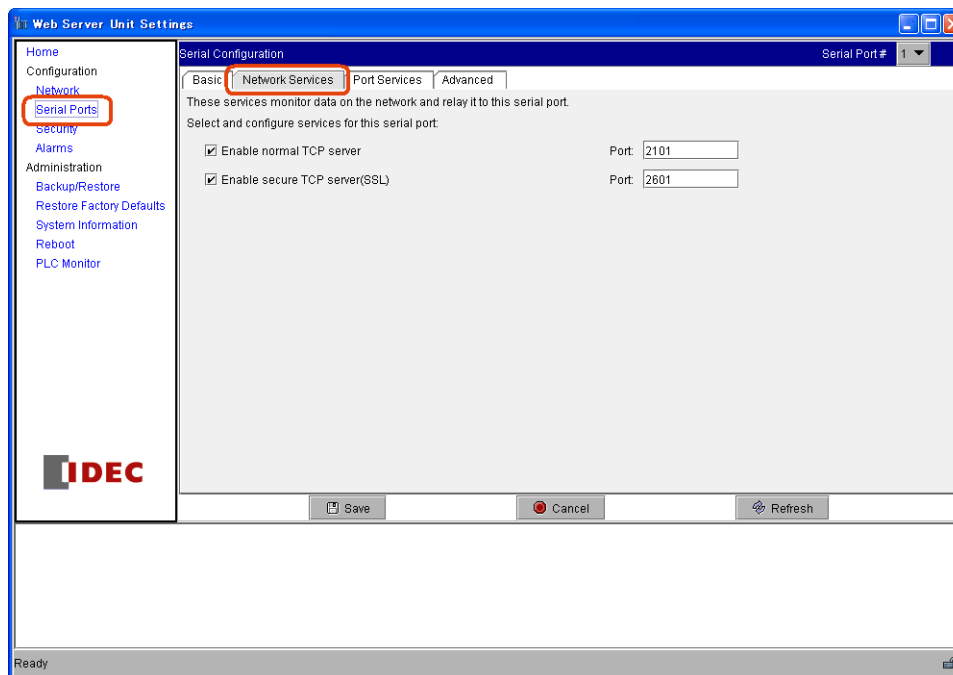 Web Server Unit Settings
Home
Configuration
Network
Serial Ports
Security
Alarms
Administration
Backup/Restore
Restore Factory Defaults
System Information
Reboot
PLC Monitor
IDEC
Serial Configuration Serial Port# 1
Basic Network Services Port Services Advanced
These services monitor data on the network and relay it to this serial port.
Select and configure services for this serial port:
Enable normal TCP server Port: 2101
Enable secure TCP server(SSL) Port: 2601
Save Cancel Refresh
Ready